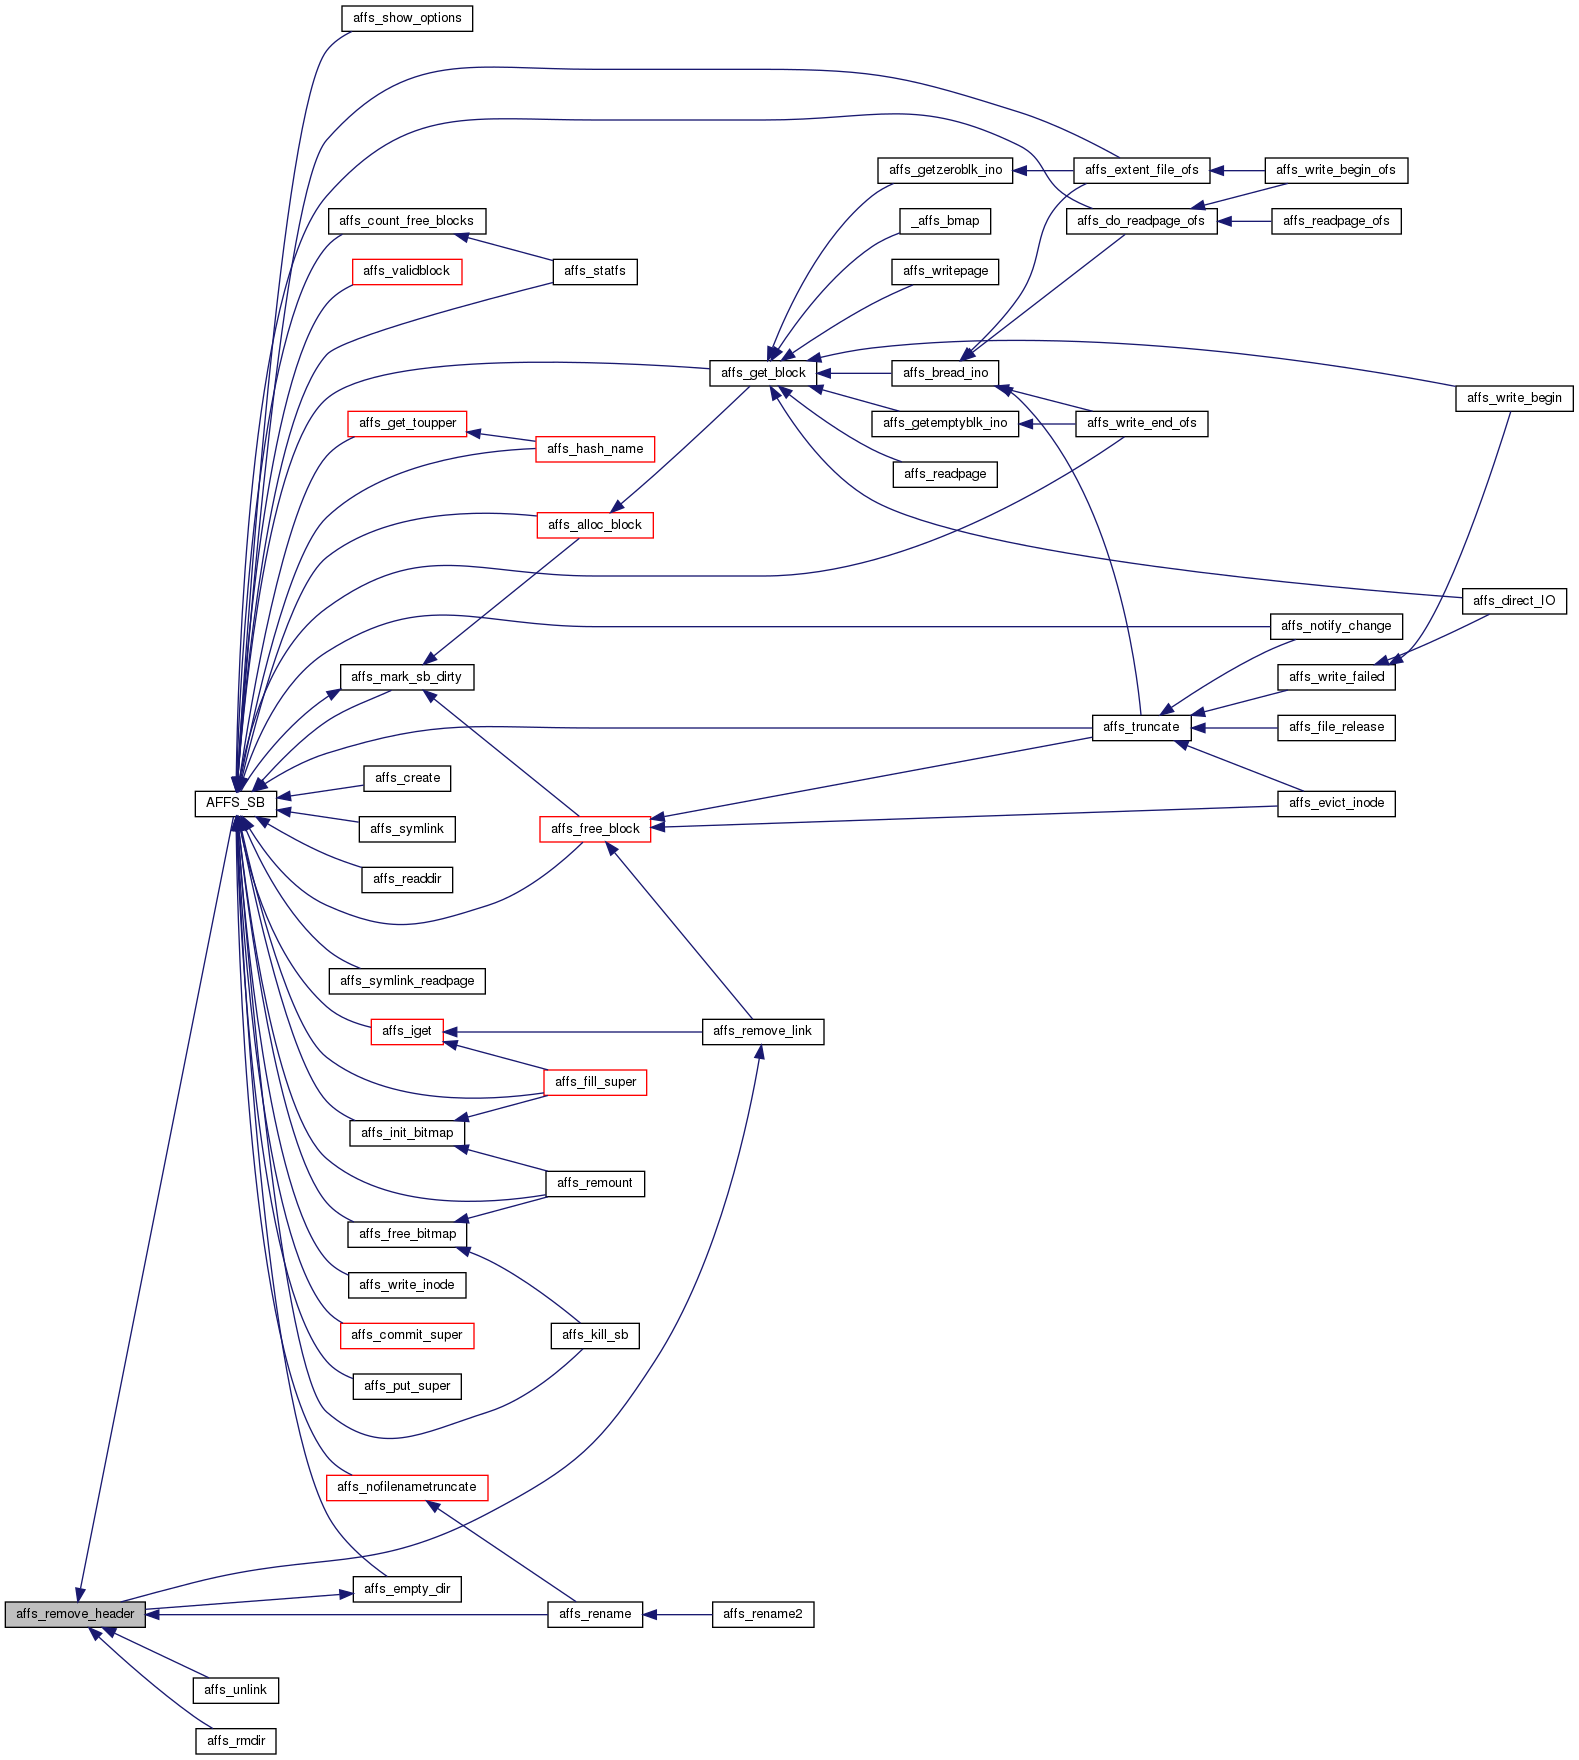 affs_show_options
affs_getzeroblk_ino
affs_extent_file_ofs
affs_write_begin_ofs
affs_count_free_blocks
_affs_bmap
affs_do_readpage_ofs
affs_readpage_ofs
affs_validblock
affs_statfs
affs_writepage
affs_get_block
affs_bread_ino
affs_write_begin
affs_get_toupper
affs_getemptyblk_ino
affs_write_end_ofs
affs_hash_name
affs_readpage
affs_alloc_block
affs_direct_IO
affs_notify_change
affs_mark_sb_dirty
affs_write_failed
affs_truncate
affs_file_release
affs_create
AFFS_SB
affs_evict_inode
affs_symlink
affs_free_block
affs_readdir
affs_symlink_readpage
affs_iget
affs_remove_link
affs_fill_super
affs_init_bitmap
affs_remount
affs_free_bitmap
affs_write_inode
affs_commit_super
affs_kill_sb
affs_put_super
affs_nofilenametruncate
affs_empty_dir
affs_remove_header
affs_rename
affs_rename2
affs_unlink
affs_rmdir